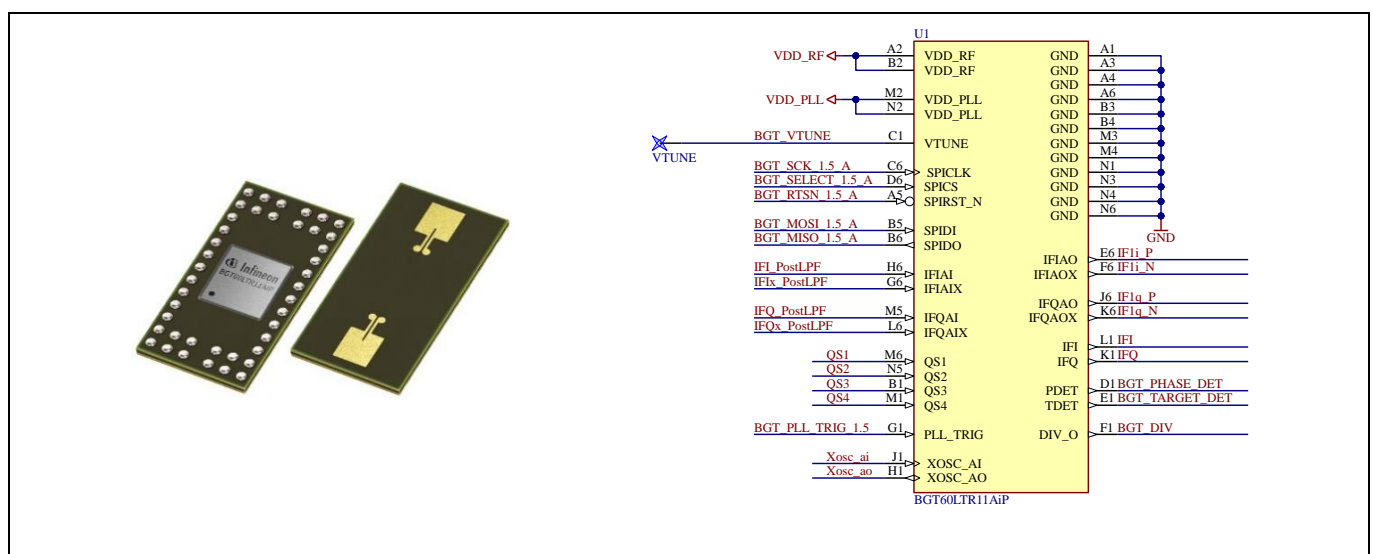 Infineon
BGT60LTR11AIP
U1
VDD_RF A2 VDD_RF GND A1
B2 VDD_RF GND A3
GND A4
VDD_PLL M2 VDD_PLL GND A6
N2 VDD_PLL GND B3
GND B4
BGT_VTUNE C1 VTUNE GND M3
VTUNE GND M4
BGT_SCK_1.5_A C6 SPICLK GND N1
BGT_SELECT_1.5_A D6 SPICS GND N3
BGT_RTSN_1.5_A A5 SPIRST_N GND N4
GND N6
BGT_MOSI_1.5_A B5 SPIDI
BGT_MISO_1.5_A B6 SPIDO
GND
IFIAO E6 IF1i_P
IFI_PostLPF H6 IFIAI IFIAOX F6 IF1i_N
IFIx_PostLPF G6 IFIAIX
IFQAO J6 IF1q_P
IFQ_PostLPF M5 IFQAI IFQAOX K6 IF1q_N
IFQx_PostLPF L6 IFQAIX
IFI L1 IFI
QS1 M6 QS1 IFQ K1 IFQ
QS2 N5 QS2
QS3 B1 QS3 PDET D1 BGT_PHASE_DET
QS4 M1 QS4 TDET E1 BGT_TARGET_DET
BGT_PLL_TRIG_1.5 G1 PLL_TRIG DIV_O F1 BGT_DIV
Xosc_ai J1 XOSC_AI
Xosc_ao H1 XOSC_AO
BGT60LTR11AiP